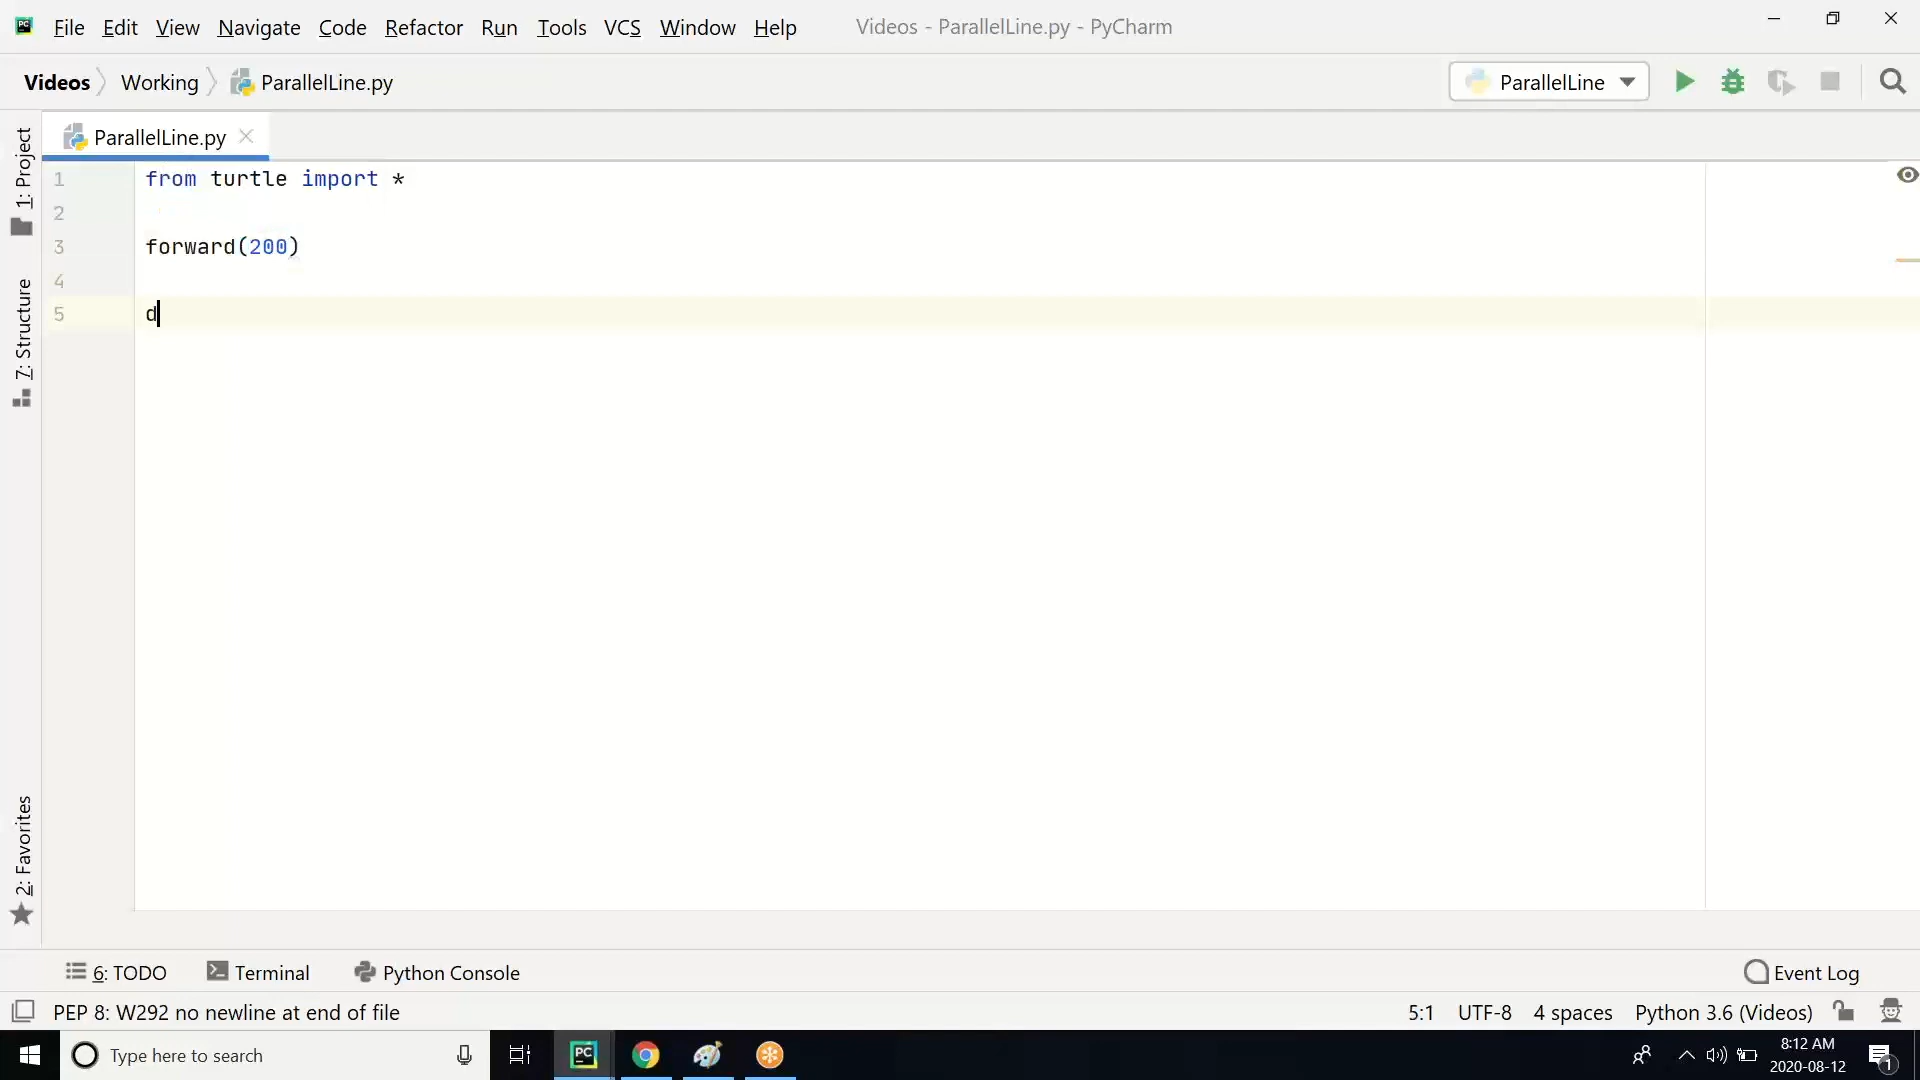 File Edit View Navigate Code Refactor Run Tools VCS Window Help Videos - ParallelLine.py - PyCharm
Videos Working ParallelLine.py ParallelLine
ParallelLine.py
1: Project
7: Structure
2: Favorites
1 from turtle import *
2
3 forward(200)
4
5 d
6: TODO Terminal Python Console Event Log
PEP 8: W292 no newline at end of file 5:1 UTF-8 4 spaces Python 3.6 (Videos)
Type here to search PC 8:12 AM
2020-08-12 1